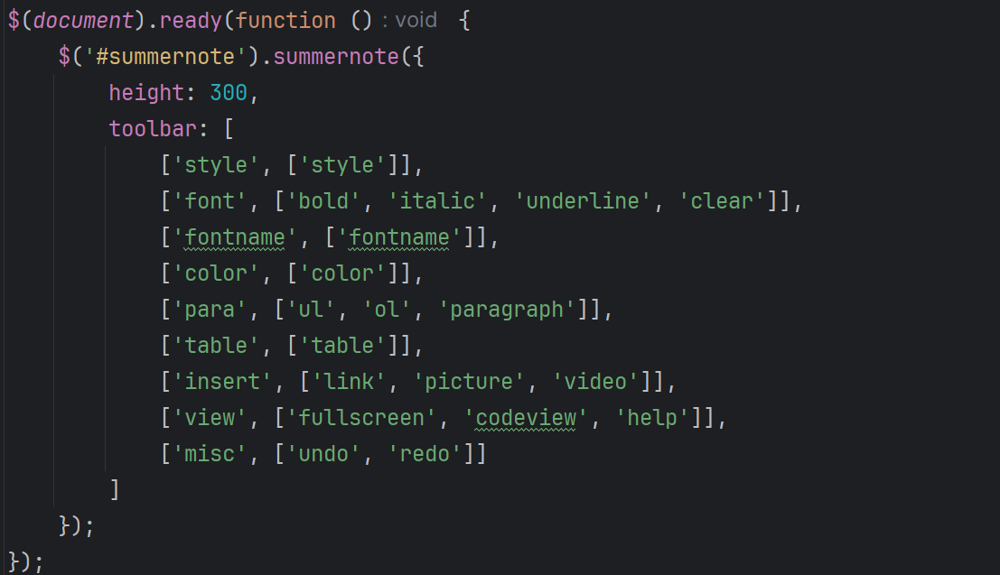 $(document).ready(function () : void {
    $('#summernote').summernote({
        height: 300,
        toolbar: [
            ['style', ['style']],
            ['font', ['bold', 'italic', 'underline', 'clear']],
            ['fontname', ['fontname']],
            ['color', ['color']],
            ['para', ['ul', 'ol', 'paragraph']],
            ['table', ['table']],
            ['insert', ['link', 'picture', 'video']],
            ['view', ['fullscreen', 'codeview', 'help']],
            ['misc', ['undo', 'redo']]
        ]
    });
});